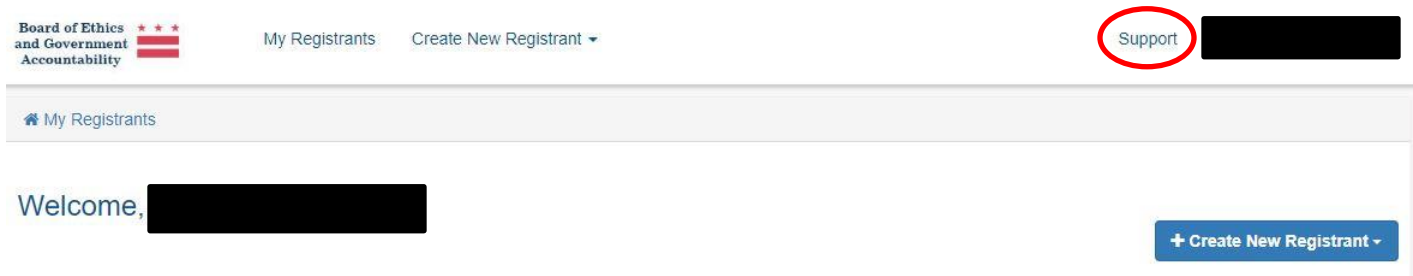 Board of Ethics
and Government
Accountability
My Registrants Create New Registrant Support
My Registrants
Welcome,
+ Create New Registrant